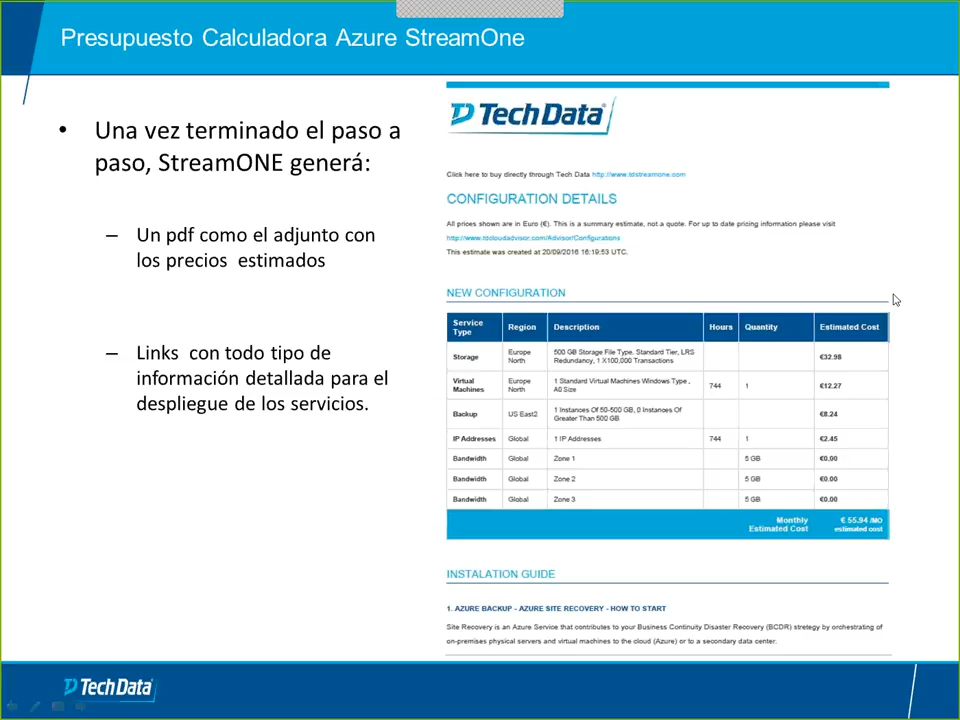 Presupuesto Calculadora Azure StreamOne
• Una vez terminado el paso a
paso, StreamONE generá:
– Un pdf como el adjunto con
los precios estimados
– Links con todo tipo de
información detallada para el
despliegue de los servicios.
Tech Data
Click here to buy directly through Tech Data http://www.tdstreamone.com
CONFIGURATION DETAILS
All prices shown are in Euro (€). This is a summary estimate, not a quote. For up to date pricing information please visit
http://www.tdcloudadvisor.com/Advisor/Configurations
This estimate was created at 20/09/2016 16:19:53 UTC.
NEW CONFIGURATION
Service Type Region Description Hours Quantity Estimated Cost
Storage Europe North 500 GB Storage File Type, Standard Tier, LRS Redundancy, 1 X100,000 Transactions €32.98
Virtual Machines Europe North 1 Standard Virtual Machines Windows Type , A0 Size 744 1 €12.27
Backup US East2 1 Instances Of 50-500 GB, 0 Instances Of Greater Than 500 GB €8.24
IP Addresses Global 1 IP Addresses 744 1 €2.45
Bandwidth Global Zone 1 5 GB €0.00
Bandwidth Global Zone 2 5 GB €0.00
Bandwidth Global Zone 3 5 GB €0.00
Monthly Estimated Cost € 55.94 /MO estimated cost
INSTALATION GUIDE
1. AZURE BACKUP - AZURE SITE RECOVERY - HOW TO START
Site Recovery is an Azure Service that contributes to your Business Continuity Disaster Recovery (BCDR) stretegy by orchestrating of
on-premises physical servers and virtual machines to the cloud (Azure) or to a secondary data center.
Tech Data